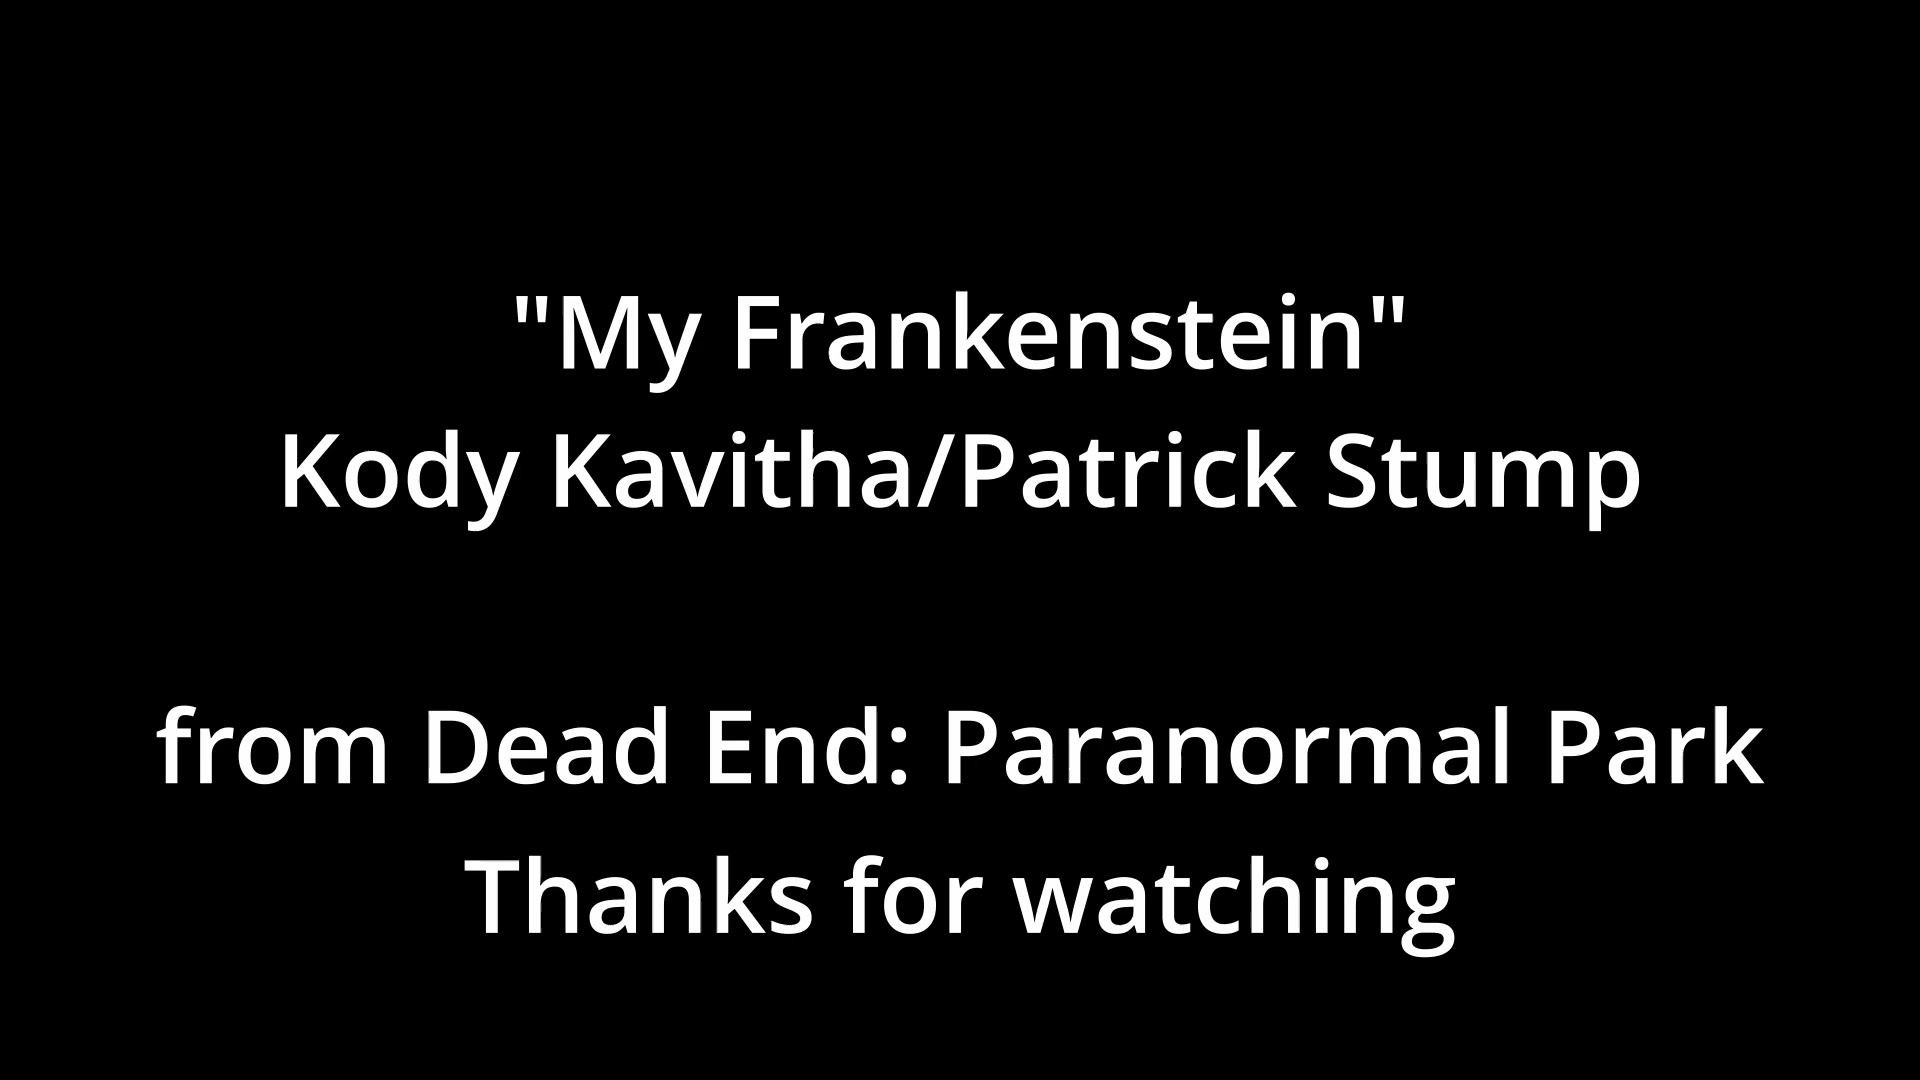 "My Frankenstein"
Kody Kavitha/Patrick Stump
from Dead End: Paranormal Park
Thanks for watching